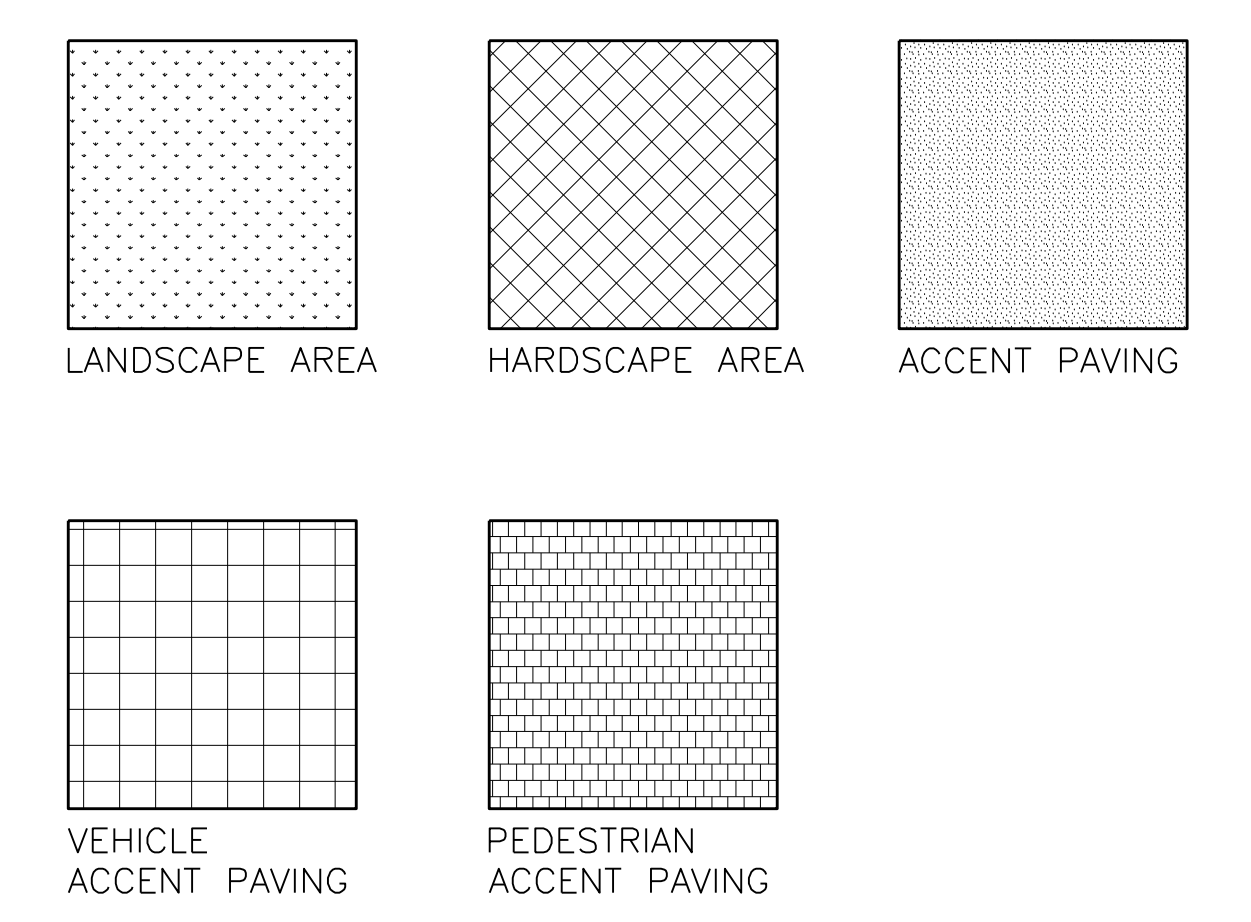 LANDSCAPE AREA
HARDSCAPE AREA
ACCENT PAVING
VEHICLE
ACCENT PAVING
PEDESTRIAN
ACCENT PAVING